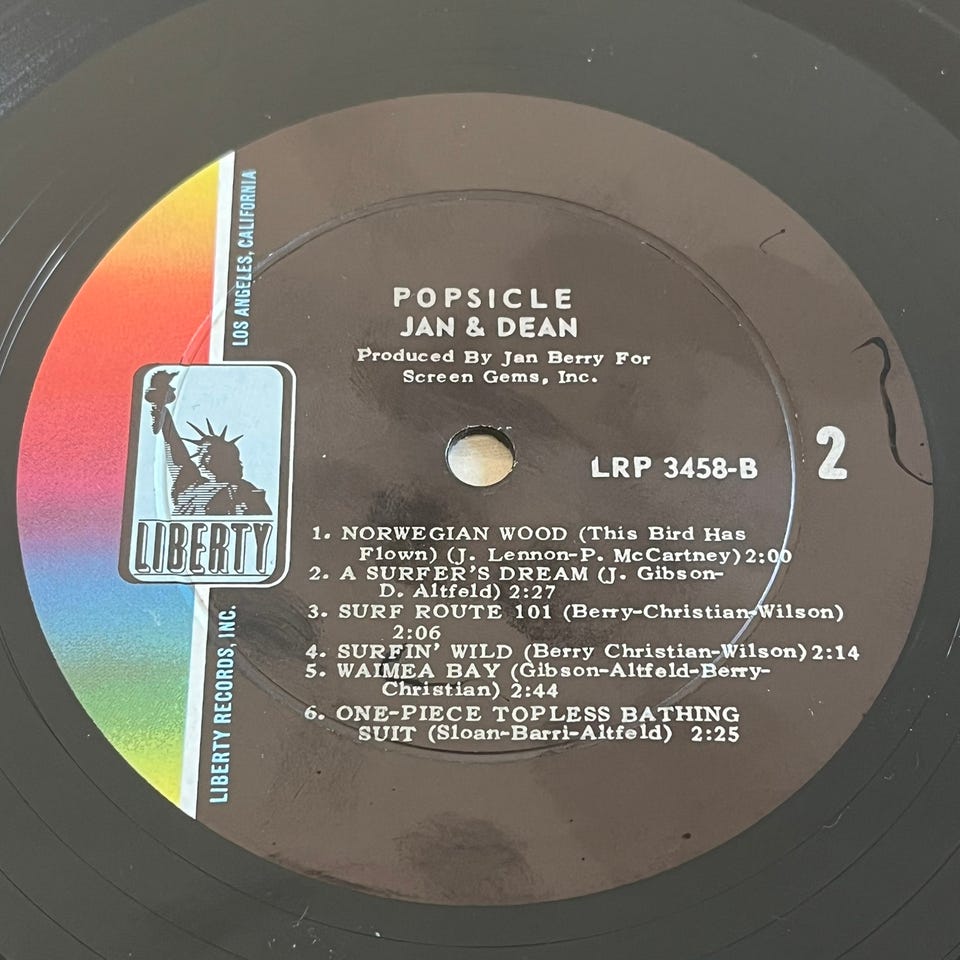 POPSICLE
JAN & DEAN
Produced By Jan Berry For
Screen Gems, Inc.
LRP 3458-B
2
LOS ANGELES, CALIFORNIA
LIBERTY
LIBERTY RECORDS, INC.
1. NORWEGIAN WOOD (This Bird Has
Flown) (J. Lennon-P. McCartney) 2:00
2. A SURFER'S DREAM (J. Gibson-
D. Altfeld) 2:27
3. SURF ROUTE 101 (Berry-Christian-Wilson)
2:06
4. SURFIN' WILD (Berry Christian-Wilson) 2:14
5. WAIMEA BAY (Gibson-Altfeld-Berry-
Christian) 2:44
6. ONE-PIECE TOPLESS BATHING
SUIT (Sloan-Barri-Altfeld) 2:25